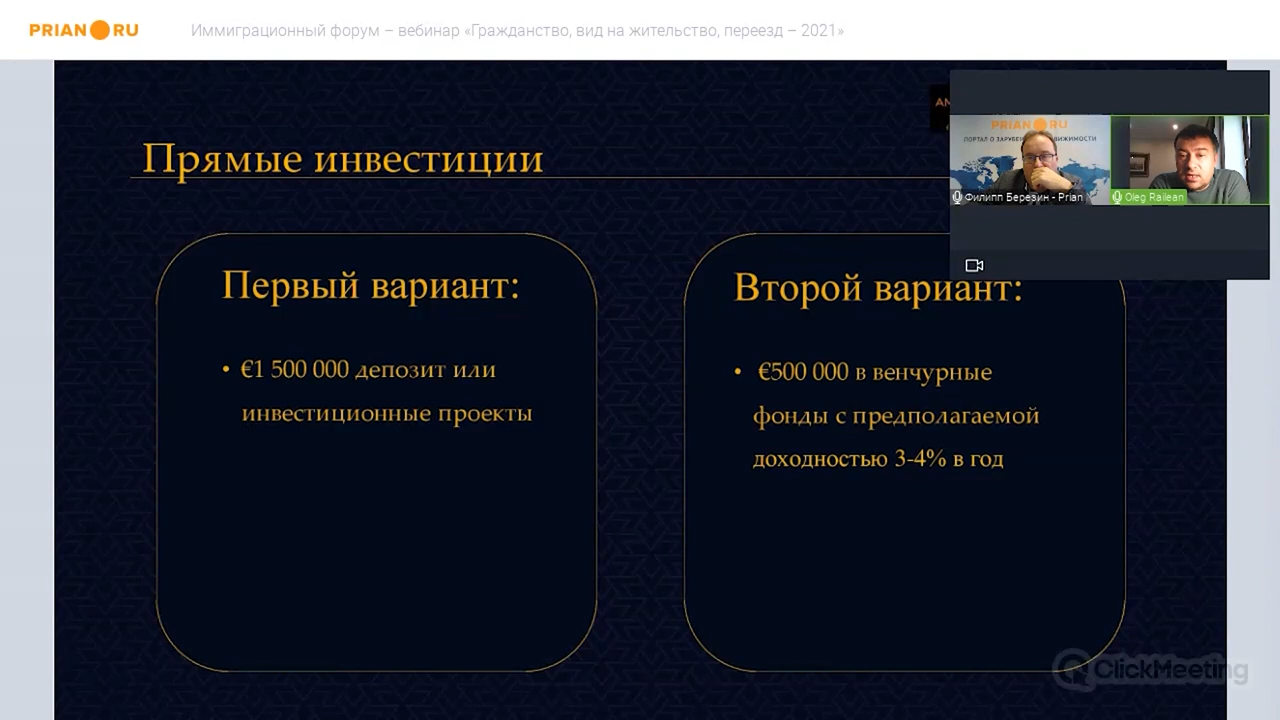 PRIAN RU
Иммиграционный форум – вебинар «Гражданство, вид на жительство, переезд – 2021»
PRIAN RU
Филипп Березин - Prian
Oleg Railean
Прямые инвестиции
Первый вариант:
• €1 500 000 депозит или
инвестиционные проекты
Второй вариант:
• €500 000 в венчурные
фонды с предполагаемой
доходностью 3-4% в год
ClickMeeting